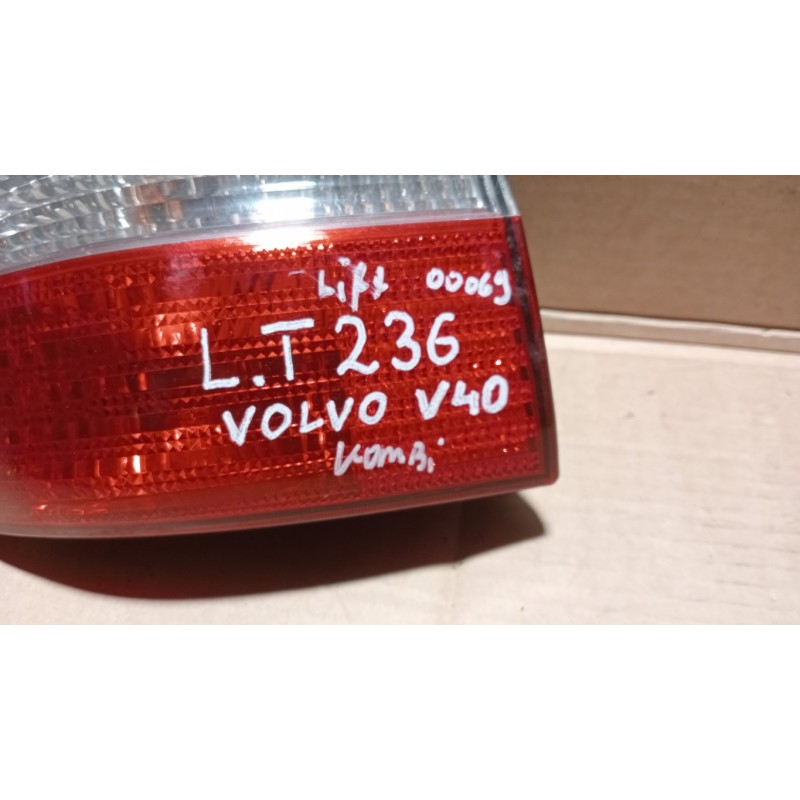 Lift 00069
L.T 236
VOLVO V40
KOMBi